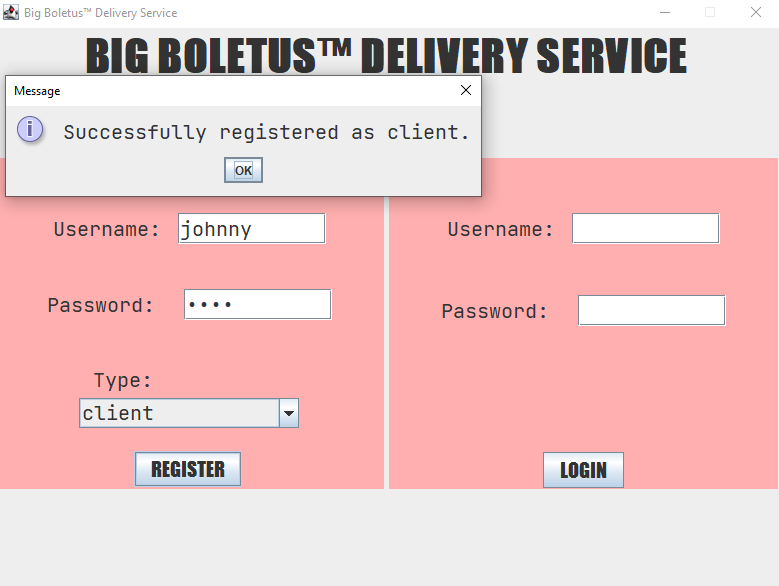 Big Boletus™ Delivery Service
BIG BOLETUS™ DELIVERY SERVICE
Message
Successfully registered as client.
OK
Username: johnny
Password: ••••
Type:
client
REGISTER
Username:
Password:
LOGIN